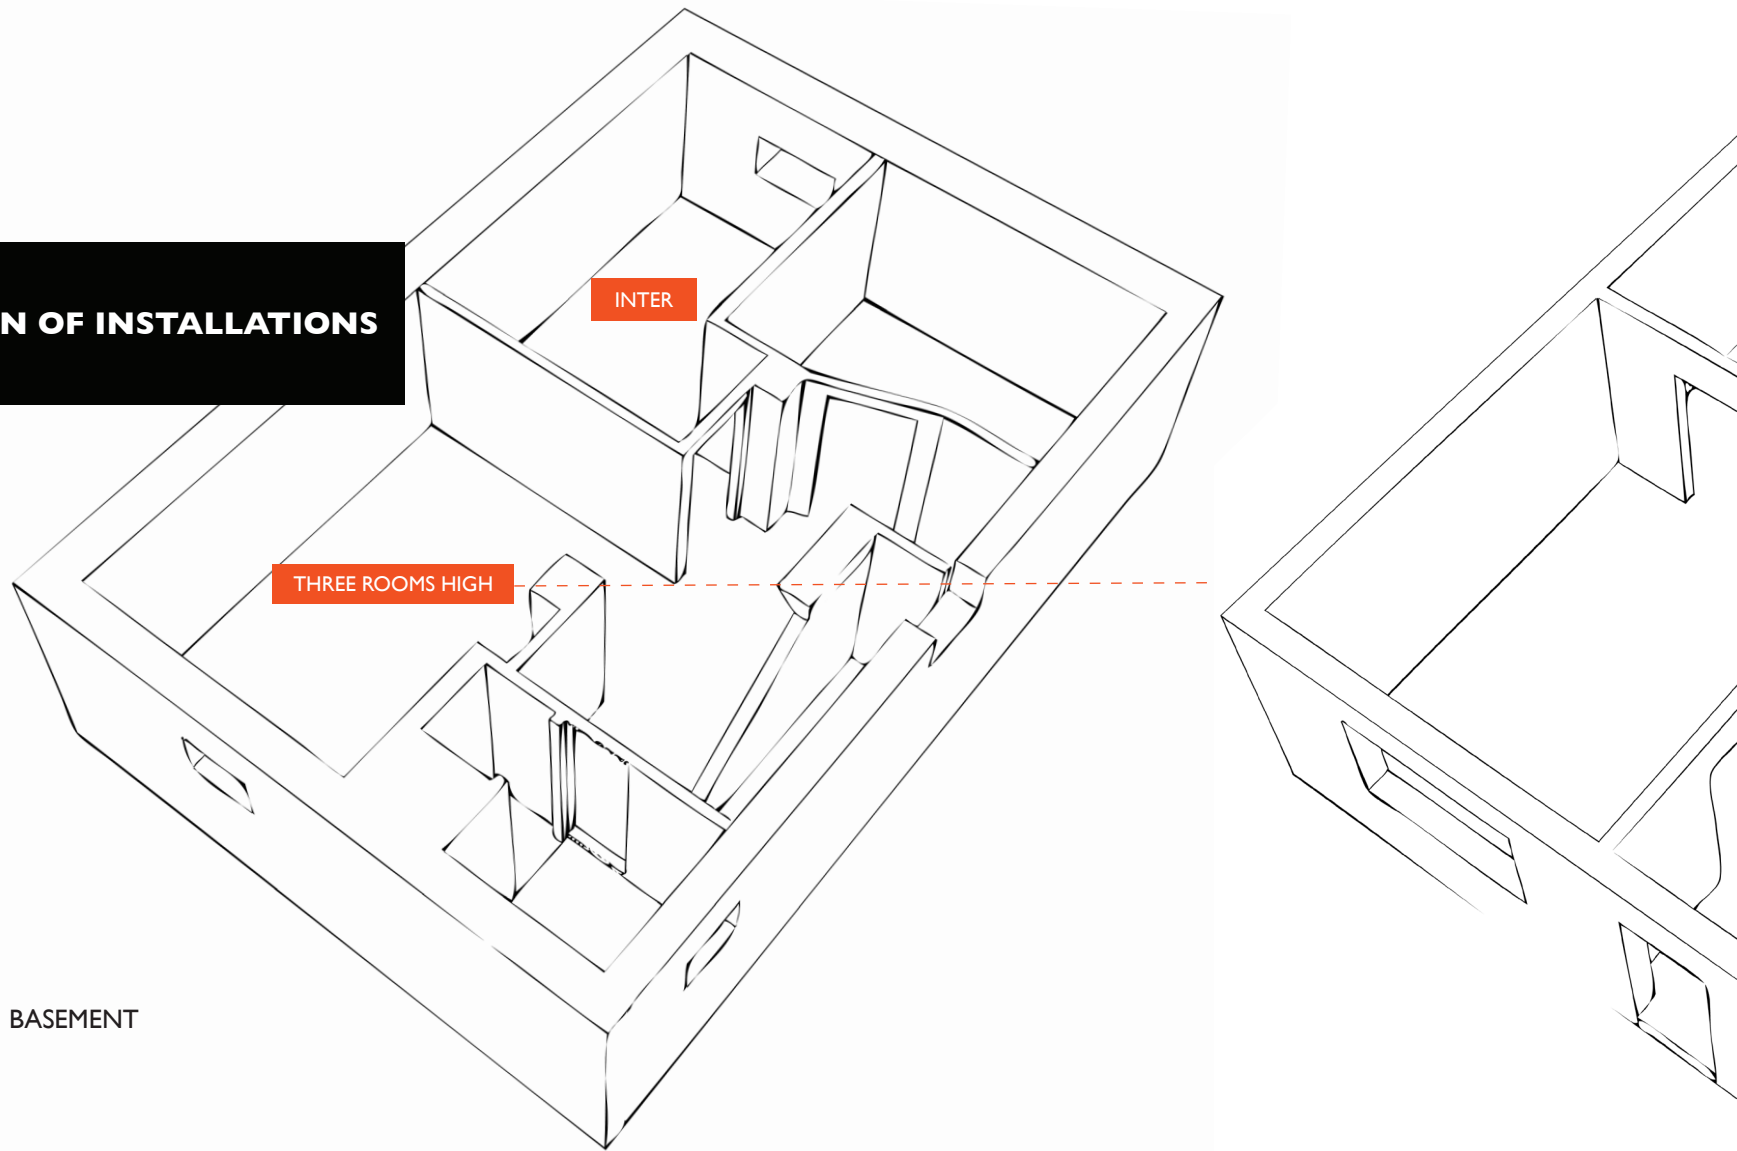 N OF INSTALLATIONS
INTER
THREE ROOMS HIGH
BASEMENT